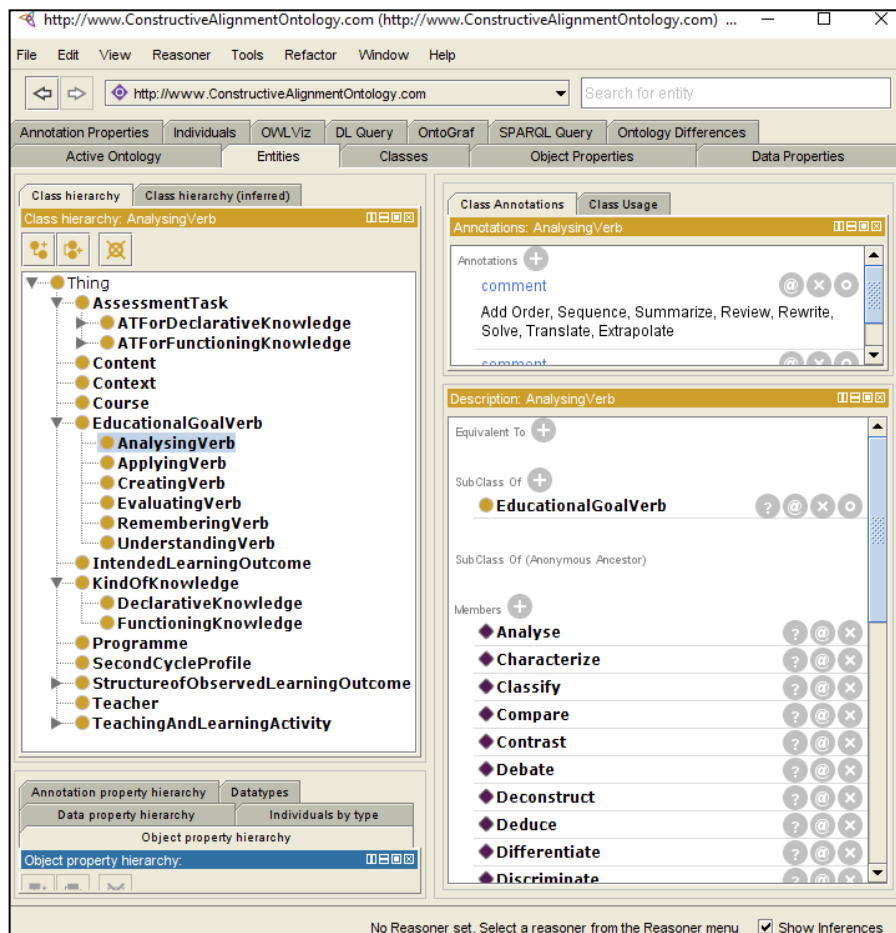 http://www.ConstructiveAlignmentOntology.com (http://www.ConstructiveAlignmentOntology.com) ...
File Edit View Reasoner Tools Refactor Window Help
http://www.ConstructiveAlignmentOntology.com Search for entity
Annotation Properties Individuals OWLViz DL Query OntoGraf SPARQL Query Ontology Differences
Active Ontology Entities Classes Object Properties Data Properties
Class hierarchy Class hierarchy (inferred)
Class hierarchy: AnalysingVerb
Thing
AssessmentTask
ATForDeclarativeKnowledge
ATForFunctioningKnowledge
Content
Context
Course
EducationalGoalVerb
AnalysingVerb
ApplyingVerb
CreatingVerb
EvaluatingVerb
RememberingVerb
UnderstandingVerb
IntendedLearningOutcome
KindOfKnowledge
DeclarativeKnowledge
FunctioningKnowledge
Programme
SecondCycleProfile
StructureofObservedLearningOutcome
Teacher
TeachingAndLearningActivity
Annotation property hierarchy Datatypes
Data property hierarchy Individuals by type
Object property hierarchy
Object property hierarchy:
Class Annotations Class Usage
Annotations: AnalysingVerb
Annotations
comment
Add Order, Sequence, Summarize, Review, Rewrite,
Solve, Translate, Extrapolate
comment
Description: AnalysingVerb
Equivalent To
SubClass Of
EducationalGoalVerb
SubClass Of (Anonymous Ancestor)
Members
Analyse
Characterize
Classify
Compare
Contrast
Debate
Deconstruct
Deduce
Differentiate
Discriminate
No Reasoner set. Select a reasoner from the Reasoner menu Show Inferences